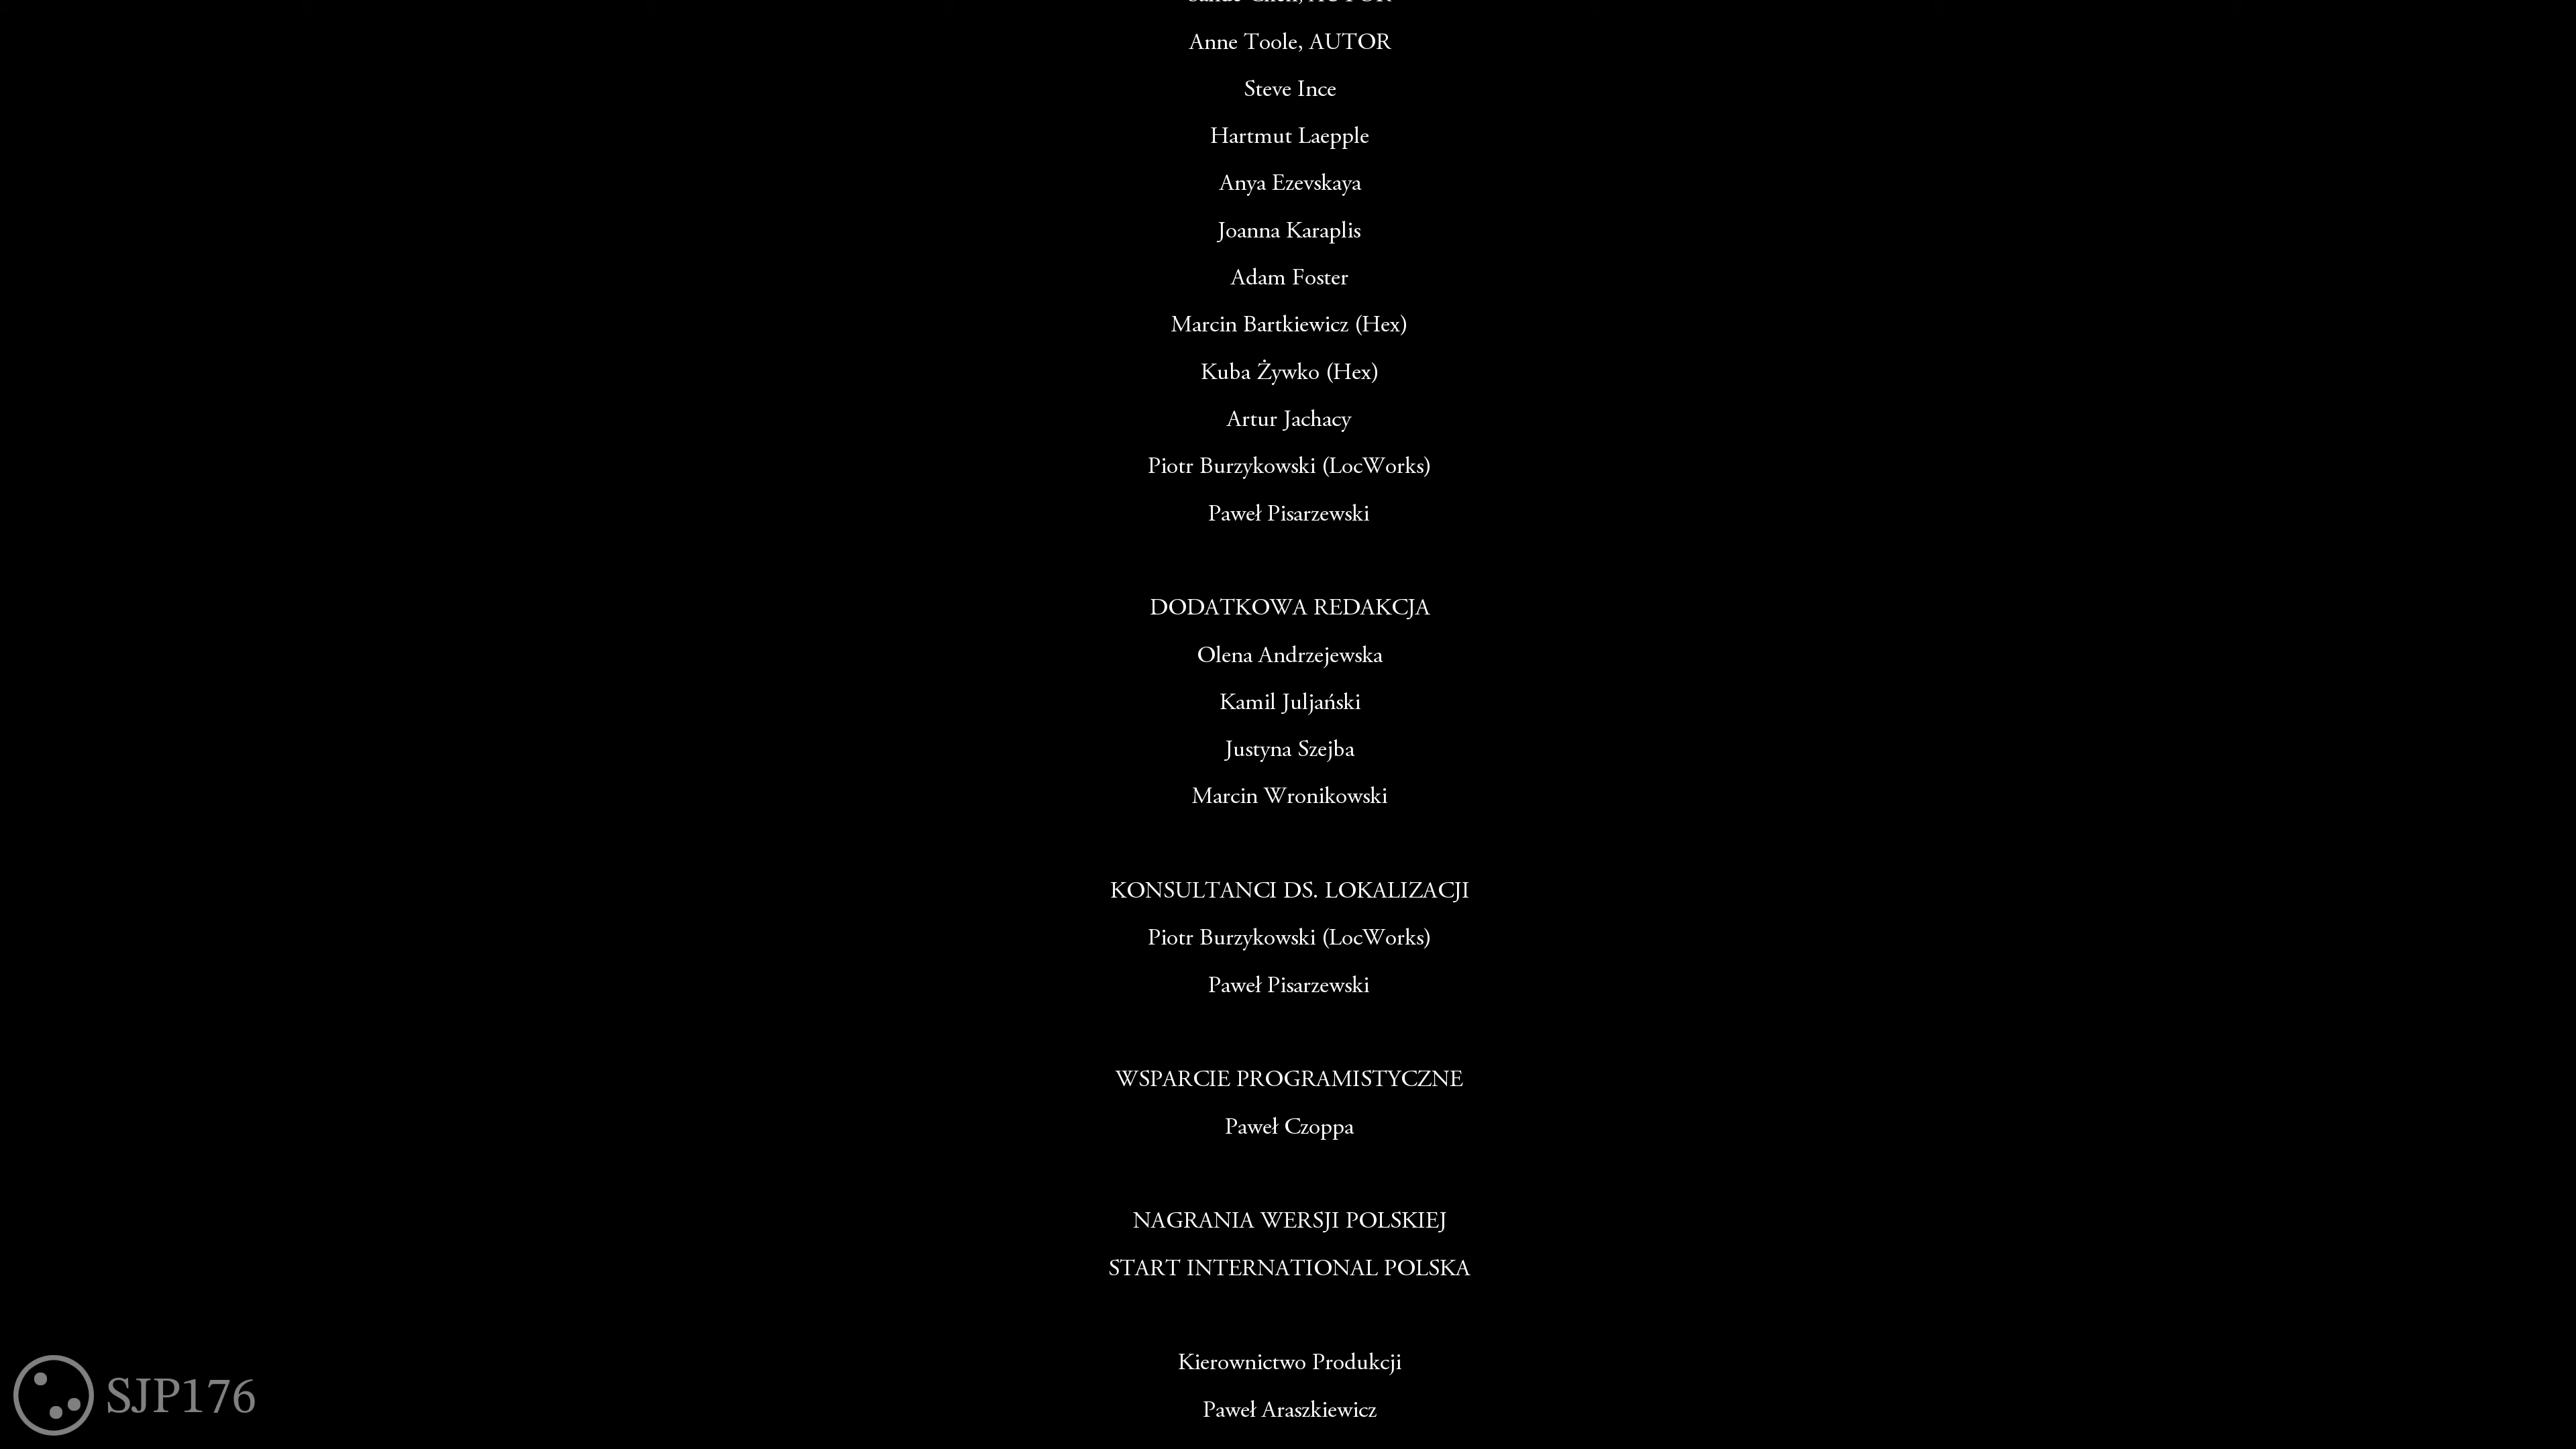 Anne Toole, AUTOR
Steve Ince
Hartmut Laepple
Anya Ezevskaya
Joanna Karaplis
Adam Foster
Marcin Bartkiewicz (Hex)
Kuba Żywko (Hex)
Artur Jachacy
Piotr Burzykowski (LocWorks)
Paweł Pisarzewski
DODATKOWA REDAKCJA
Olena Andrzejewska
Kamil Juljański
Justyna Szejba
Marcin Wronikowski
KONSULTANCI DS. LOKALIZACJI
Piotr Burzykowski (LocWorks)
Paweł Pisarzewski
WSPARCIE PROGRAMISTYCZNE
Paweł Czoppa
NAGRANIA WERSJI POLSKIEJ
START INTERNATIONAL POLSKA
Kierownictwo Produkcji
Paweł Araszkiewicz
SJP176